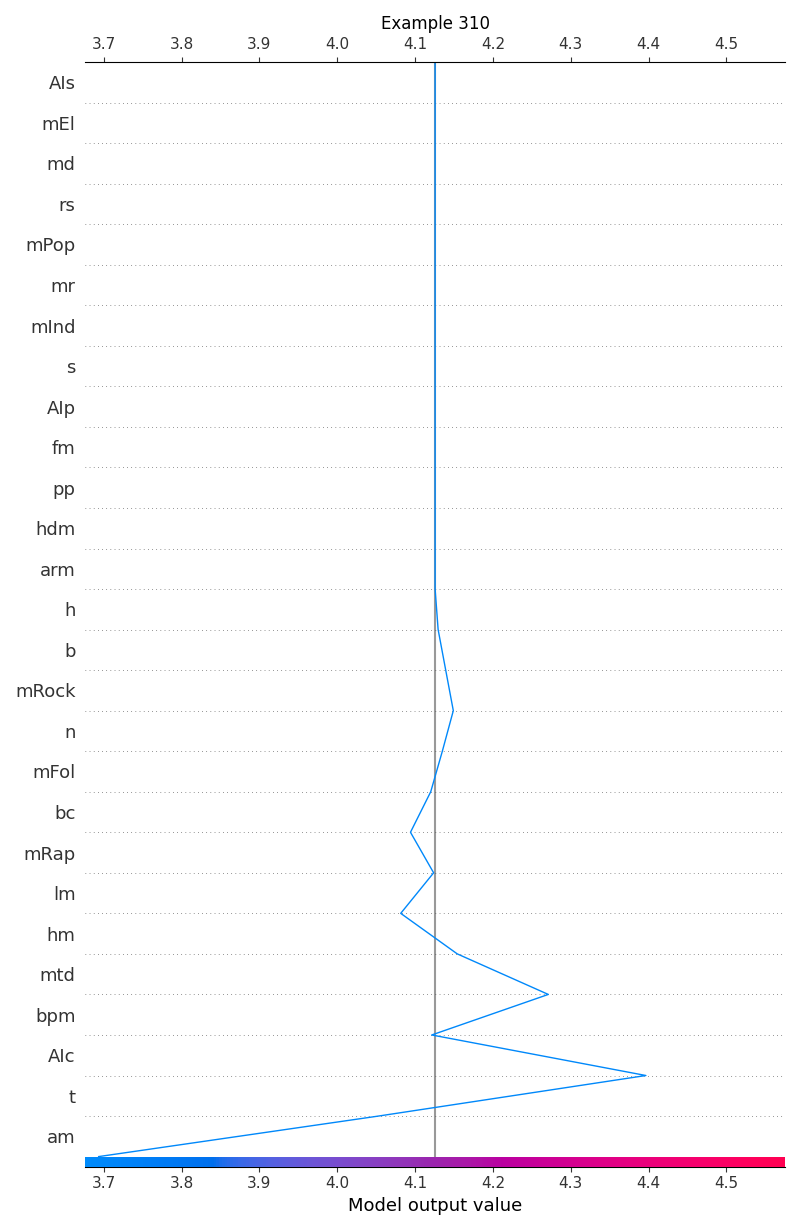 Example 310
3.7 3.8 3.9 4.0 4.1 4.2 4.3 4.4 4.5
AIs
mEl
md
rs
mPop
mr
mInd
s
AIp
fm
pp
hdm
arm
h
b
mRock
n
mFol
bc
mRap
lm
hm
mtd
bpm
AIc
t
am
3.7 3.8 3.9 4.0 4.1 4.2 4.3 4.4 4.5
Model output value